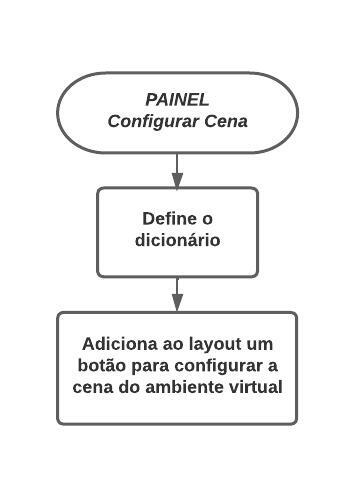 PAINEL
Configurar Cena
Define o
dicionário
Adiciona ao layout um
botão para configurar a
cena do ambiente virtual